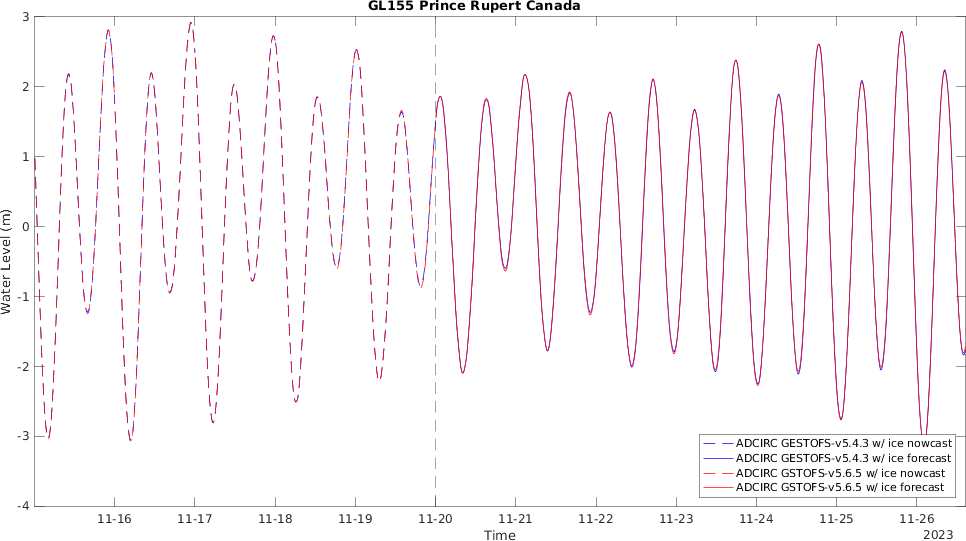 GL155 Prince Rupert Canada
3
2
1
0
-1
-2
-3
-4
Water Level (m)
ADCIRC GESTOFS-v5.4.3 w/ ice nowcast
ADCIRC GESTOFS-v5.4.3 w/ ice forecast
ADCIRC GSTOFS-v5.6.5 w/ ice nowcast
ADCIRC GSTOFS-v5.6.5 w/ ice forecast
11-16 11-17 11-18 11-19 11-20 11-21 11-22 11-23 11-24 11-25 11-26
Time
2023